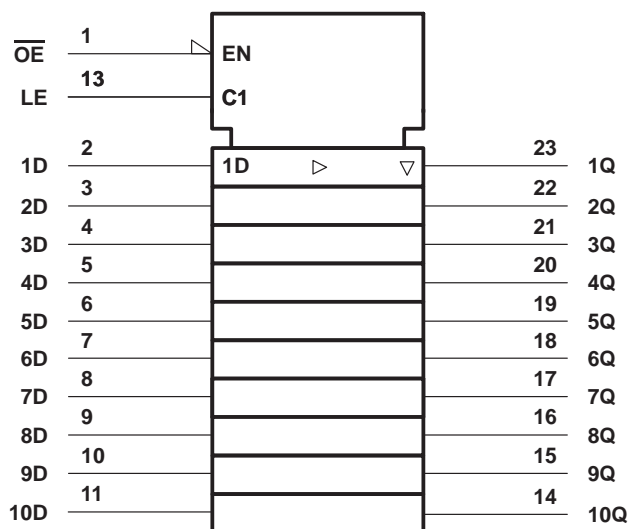 1
OE EN
13
LE C1
2 23
1D 1D 1Q
3 22
2D 2Q
4 21
3D 3Q
5 20
4D 4Q
6 19
5D 5Q
7 18
6D 6Q
8 17
7D 7Q
9 16
8D 8Q
10 15
9D 9Q
11 14
10D 10Q